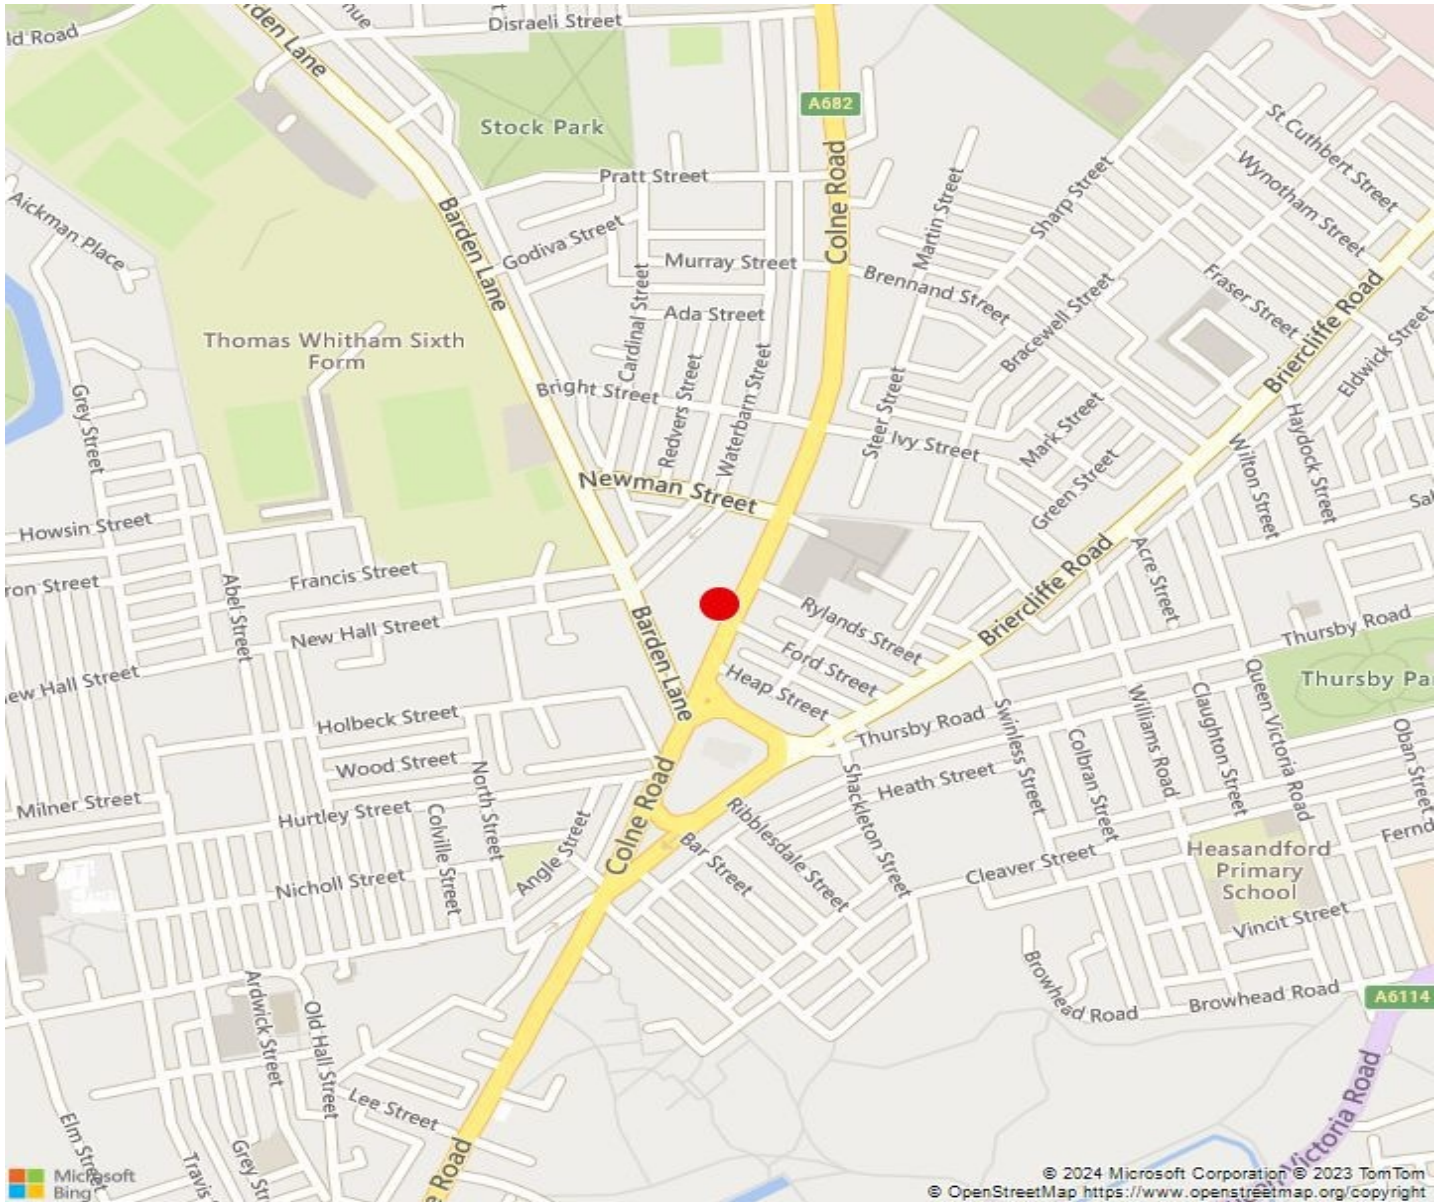 Disraeli Street
ld Road
rden Lane
nue
A682
Stock Park
St Cuthbert Street
Wynotham Street
Pratt Street
Colne Road
Martin Street
Sharp Street
Aickman Place
Barden Lane
Godiva Street
Murray Street
Brennand Street
Fraser Street
Cardinal Street
Ada Street
Bracewell Street
Briercliffe Road
Eldwick Street
Thomas Whitham Sixth
Form
Grey Street
Bright Street
Redvers Street
Waterbarn Street
Steer Street
Ivy Street
Mark Street
Green Street
Wilton Street
Haydock Street
Newman Street
Sal
Howsin Street
Francis Street
ron Street
Abel Street
New Hall Street
Barden Lane
Rylands Street
Ford Street
Heap Street
Briercliffe Road
Acre Street
Thursby Road
ew Hall Street
Thursby Par
Holbeck Street
Wood Street
Thursby Road
Swinless Street
Williams Road
Claughton Street
Queen Victoria Road
Oban Street
Colbran Street
Heath Street
Shackleton Street
Milner Street
Hurtley Street
North Street
Colville Street
Colne Road
Ribblesdale Street
Bar Street
Angle Street
Nicholl Street
Cleaver Street
Heasandford
Primary
School
Fernd
Vincit Street
Browhead Road
Browhead Road
A6114
Ardwick Street
Old Hall Street
Lee Street
Elm Street
Travis
Grey Str
e Road
Victoria Road
Microsoft
Bing
© 2024 Microsoft Corporation © 2023 TomTom
© OpenStreetMap https://www.openstreetmap.org/copyright